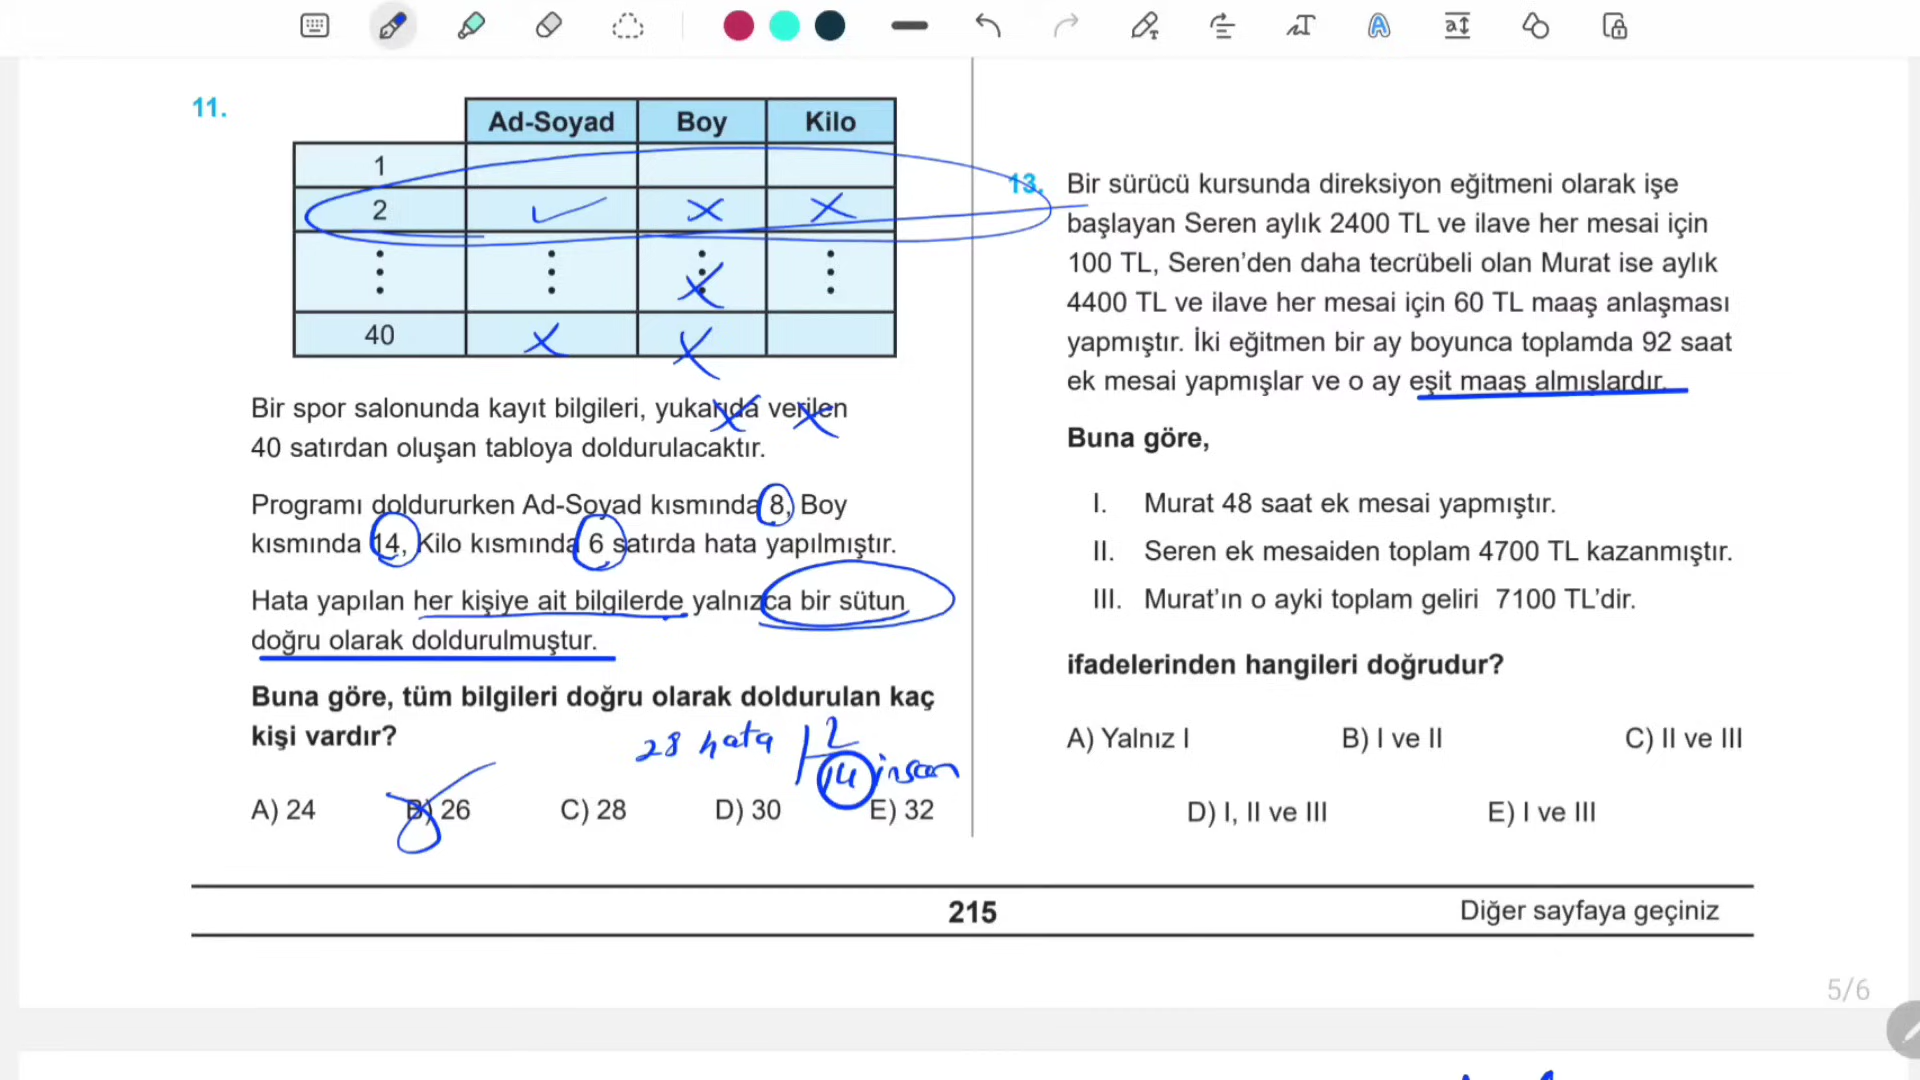 11.
Ad-Soyad Boy Kilo
1
2
40
Bir spor salonunda kayıt bilgileri, yukarıda verilen
40 satırdan oluşan tabloya doldurulacaktır.
Programı doldururken Ad-Soyad kısmında 8, Boy
kısmında 14, Kilo kısmında 6 satırda hata yapılmıştır.
Hata yapılan her kişiye ait bilgilerde yalnızca bir sütun
doğru olarak doldurulmuştur.
Buna göre, tüm bilgileri doğru olarak doldurulan kaç
kişi vardır?
28 hata 2
14 insan
A) 24 B) 26 C) 28 D) 30 E) 32
13. Bir sürücü kursunda direksiyon eğitmeni olarak işe
başlayan Seren aylık 2400 TL ve ilave her mesai için
100 TL, Seren’den daha tecrübeli olan Murat ise aylık
4400 TL ve ilave her mesai için 60 TL maaş anlaşması
yapmıştır. İki eğitmen bir ay boyunca toplamda 92 saat
ek mesai yapmışlar ve o ay eşit maaş almışlardır.
Buna göre,
I. Murat 48 saat ek mesai yapmıştır.
II. Seren ek mesaiden toplam 4700 TL kazanmıştır.
III. Murat’ın o ayki toplam geliri 7100 TL’dir.
ifadelerinden hangileri doğrudur?
A) Yalnız I B) I ve II C) II ve III
D) I, II ve III E) I ve III
215
Diğer sayfaya geçiniz
5/6